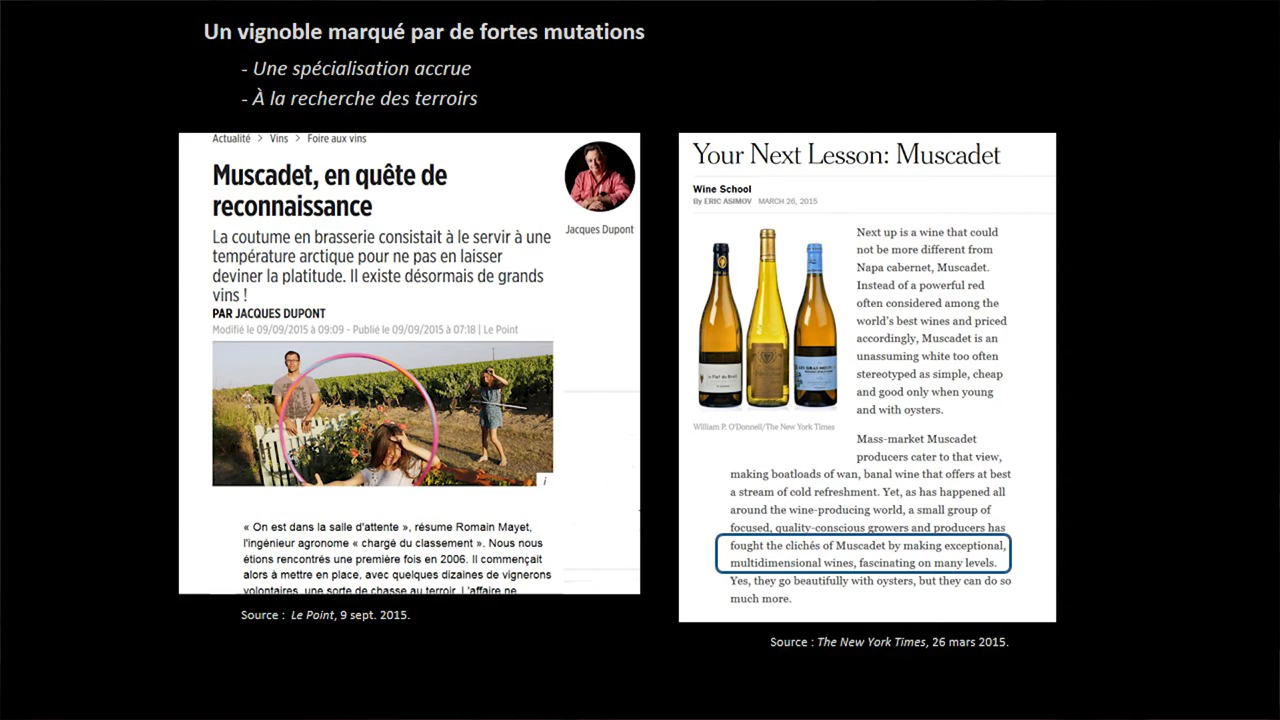 Un vignoble marqué par de fortes mutations
- Une spécialisation accrue
- À la recherche des terroirs
Actualité > Vins > Foire aux vins
Muscadet, en quête de
reconnaissance
La coutume en brasserie consistait à le servir à une
température arctique pour ne pas en laisser
deviner la platitude. Il existe désormais de grands
vins !
PAR JACQUES DUPONT
Modifié le 09/09/2015 à 09:09 - Publié le 09/09/2015 à 07:18 | Le Point
Jacques Dupont
i
« On est dans la salle d'attente », résume Romain Mayet,
l'ingénieur agronome « chargé du classement ». Nous nous
étions rencontrés une première fois en 2006. Il commençait
alors à mettre en place, avec quelques dizaines de vignerons
volontaires, une sorte de chasse au terroir. L'affaire ne
Source : Le Point, 9 sept. 2015.
Your Next Lesson: Muscadet
Wine School
By ERIC ASIMOV MARCH 26, 2015
William P. O'Donnell/The New York Times
Next up is a wine that could
not be more different from
Napa cabernet, Muscadet.
Instead of a powerful red
often considered among the
world's best wines and priced
accordingly, Muscadet is an
unassuming white too often
stereotyped as simple, cheap
and good only when young
and with oysters.
Mass-market Muscadet
producers cater to that view,
making boatloads of wan, banal wine that offers at best
a stream of cold refreshment. Yet, as has happened all
around the wine-producing world, a small group of
focused, quality-conscious growers and producers has
fought the clichés of Muscadet by making exceptional,
multidimensional wines, fascinating on many levels.
Yes, they go beautifully with oysters, but they can do so
much more.
Source : The New York Times, 26 mars 2015.